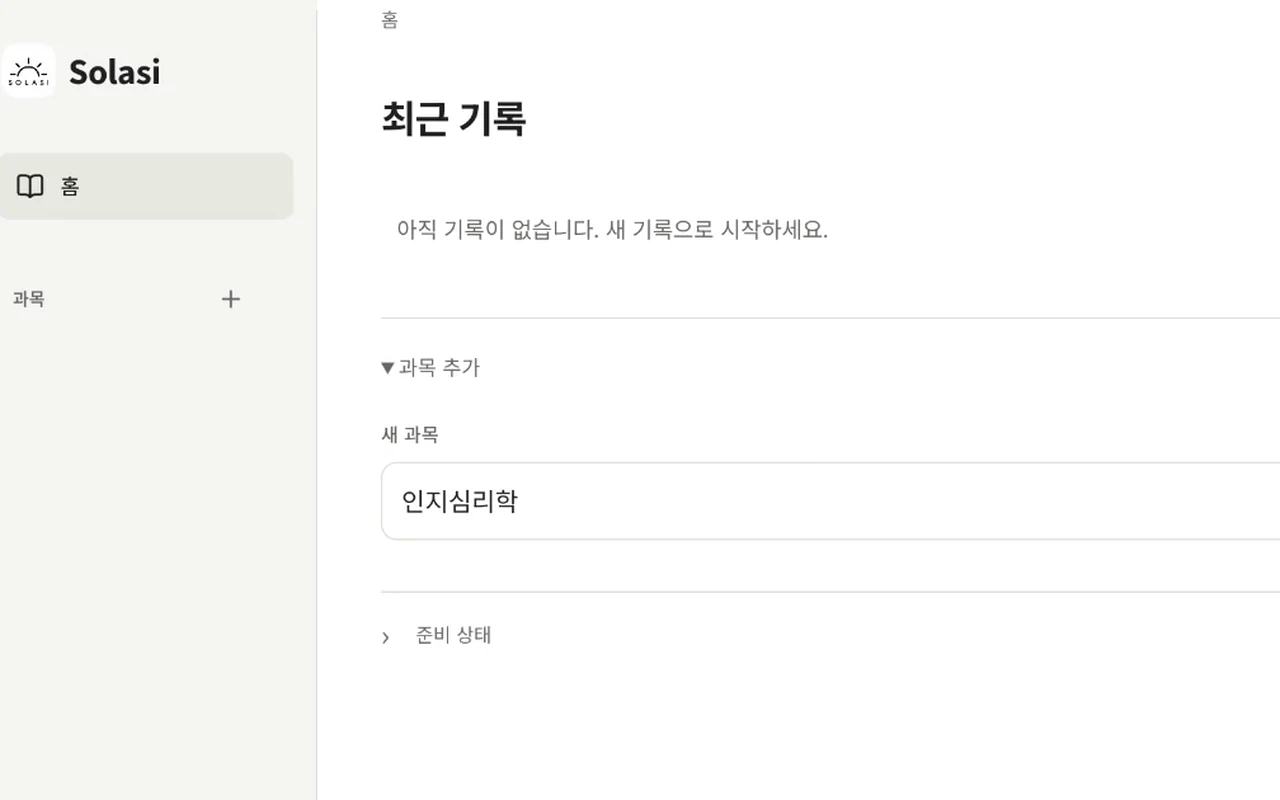 홈
SOLASI
Solasi
최근 기록
홈
아직 기록이 없습니다. 새 기록으로 시작하세요.
과목
과목 추가
새 과목
인지심리학
준비 상태